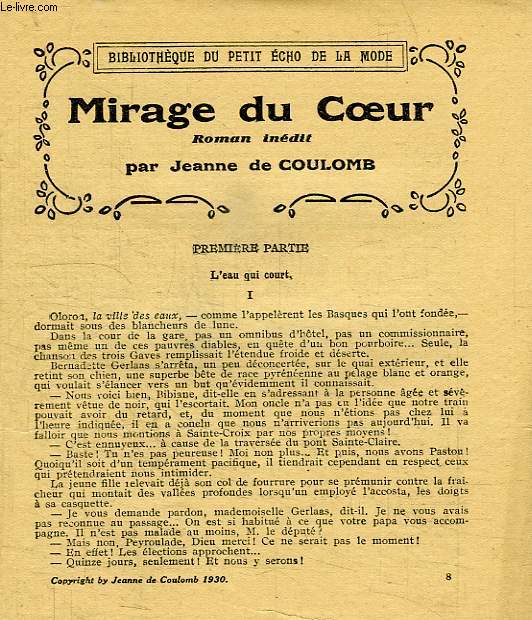 Le-livre.com
BIBLIOTHÈQUE DU PETIT ÉCHO DE LA MODE
Mirage du Cœur
Roman inédit
par Jeanne de COULOMB
PREMIÈRE PARTIE
L'eau qui court.
I
Oloron, la ville des eaux, — comme l'appelèrent les Basques qui l'ont fondée,—
dormait sous des blancheurs de lune.
Dans la cour de la gare, pas un omnibus d'hôtel, pas un commissionnaire,
pas même un de ces pauvres diables, en quête d'un bon pourboire... Seule, la
chanson des trois Gaves remplissait l'étendue froide et déserte.
Bernadette Gerlaas s'arrêta, un peu déconcertée, sur le quai extérieur, et elle
retint son chien, une superbe bête de race pyrénéenne au pelage blanc et orange,
qui voulait s'élancer vers un but qu'évidemment il connaissait.
— Nous voici bien, Bibiane, dit-elle en s'adressant à la personne âgée et sévè-
rement vêtue de noir, qui l'escortait. Mon oncle n'a pas eu l'idée que notre train
pouvait avoir du retard, et, du moment que nous n'étions pas chez lui à
l'heure indiquée, il en a conclu que nous n'arriverions pas aujourd'hui. Il va
falloir que nous montions à Sainte-Croix par nos propres moyens !
— C'est ennuyeux... à cause de la traversée du pont Sainte-Claire.
— Baste ! Tu n'es pas peureuse ! Moi non plus... Et puis, nous avons Pastou !
Quoiqu'il soit d'un tempérament pacifique, il tiendrait cependant en respect ceux
qui prétendraient nous intimider.
La jeune fille relevait déjà son col de fourrure pour se prémunir contre la fraî-
cheur qui montait des vallées profondes lorsqu'un employé l'accosta, les doigts
à sa casquette.
— Je vous demande pardon, mademoiselle Gerlaas, dit-il. Je ne vous avais
pas reconnue au passage... On est si habitué à ce que votre papa vous accom-
pagne. Il n'est pas malade au moins, M. le député ?
— Mais non, Peyroulade, Dieu merci ! Ce ne serait pas le moment !
— En effet ! Les élections approchent...
— Quinze jours, seulement ! Et nous y serons !
Copyright by Jeanne de Coulomb 1930.
8